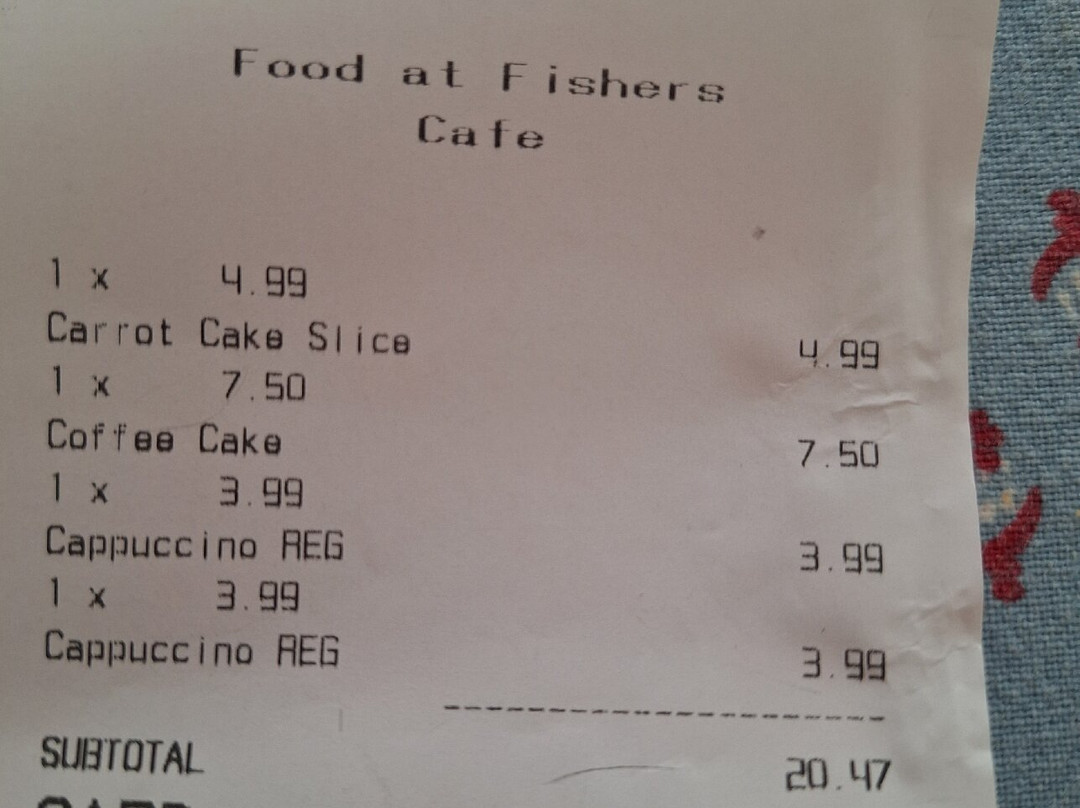 Food at Fishers
Cafe
1 x 4.99
Carrot Cake Slice 4.99
1 x 7.50
Coffee Cake 7.50
1 x 3.99
Cappuccino REG 3.99
1 x 3.99
Cappuccino REG 3.99
--------------------------
SUBTOTAL 20.47